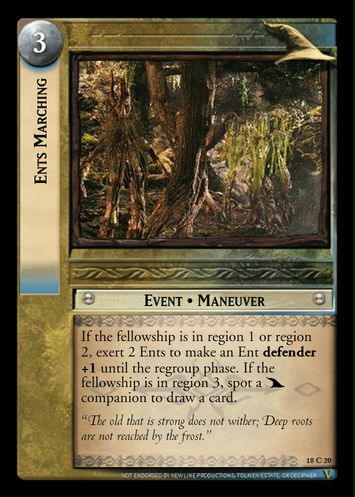 3
ENTS MARCHING
EVENT • MANEUVER
If the fellowship is in region 1 or region
2, exert 2 Ents to make an Ent defender
+1 until the regroup phase. If the
fellowship is in region 3, spot a
companion to draw a card.
"The old that is strong does not wither; Deep roots
are not reached by the frost."
18 C 20
NOT ENDORSED BY NEW LINE PRODUCTIONS, TOLKIEN ESTATE, OR DECIPHER.
V